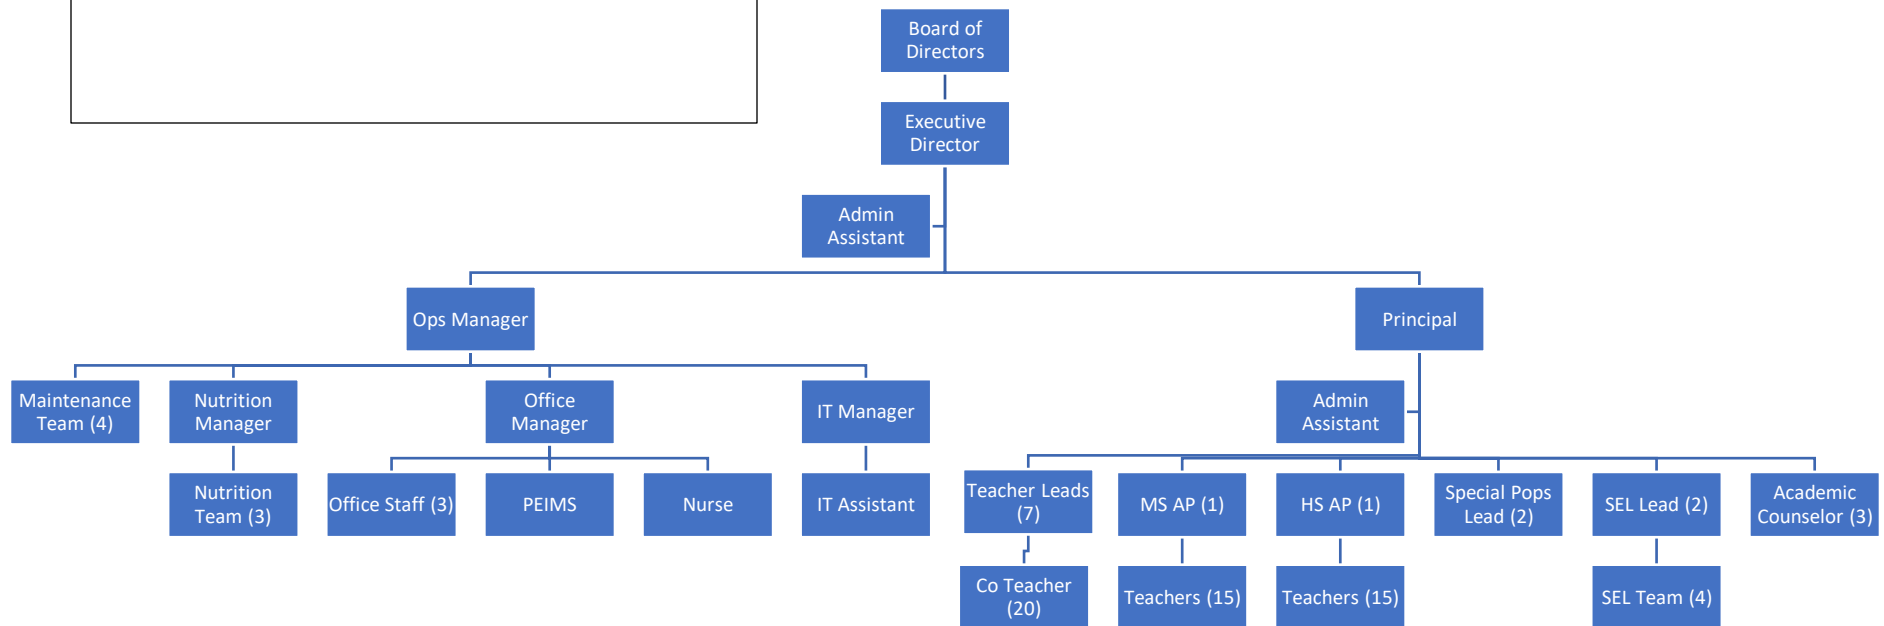 Board of
Directors
Executive
Director
Admin
Assistant
Ops Manager
Principal
Maintenance
Team (4)
Nutrition
Manager
Office
Manager
IT Manager
Admin
Assistant
Nutrition
Team (3)
Office Staff (3)
PEIMS
Nurse
IT Assistant
Teacher Leads
(7)
MS AP (1)
HS AP (1)
Special Pops
Lead (2)
SEL Lead (2)
Academic
Counselor (3)
Co Teacher
(20)
Teachers (15)
Teachers (15)
SEL Team (4)